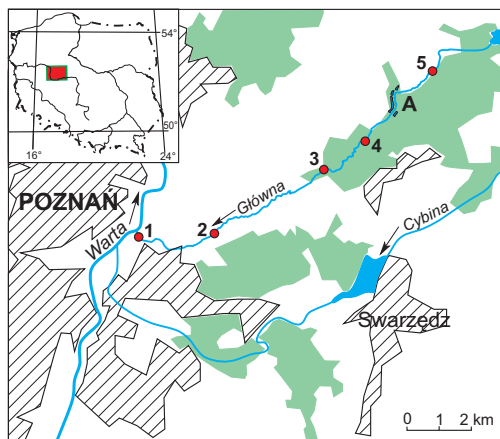 54°
50°
16°
24°
5
A
4
3
POZNAŃ
Warta
1
2
Główna
Cybina
Swarzędz
0 1 2 km